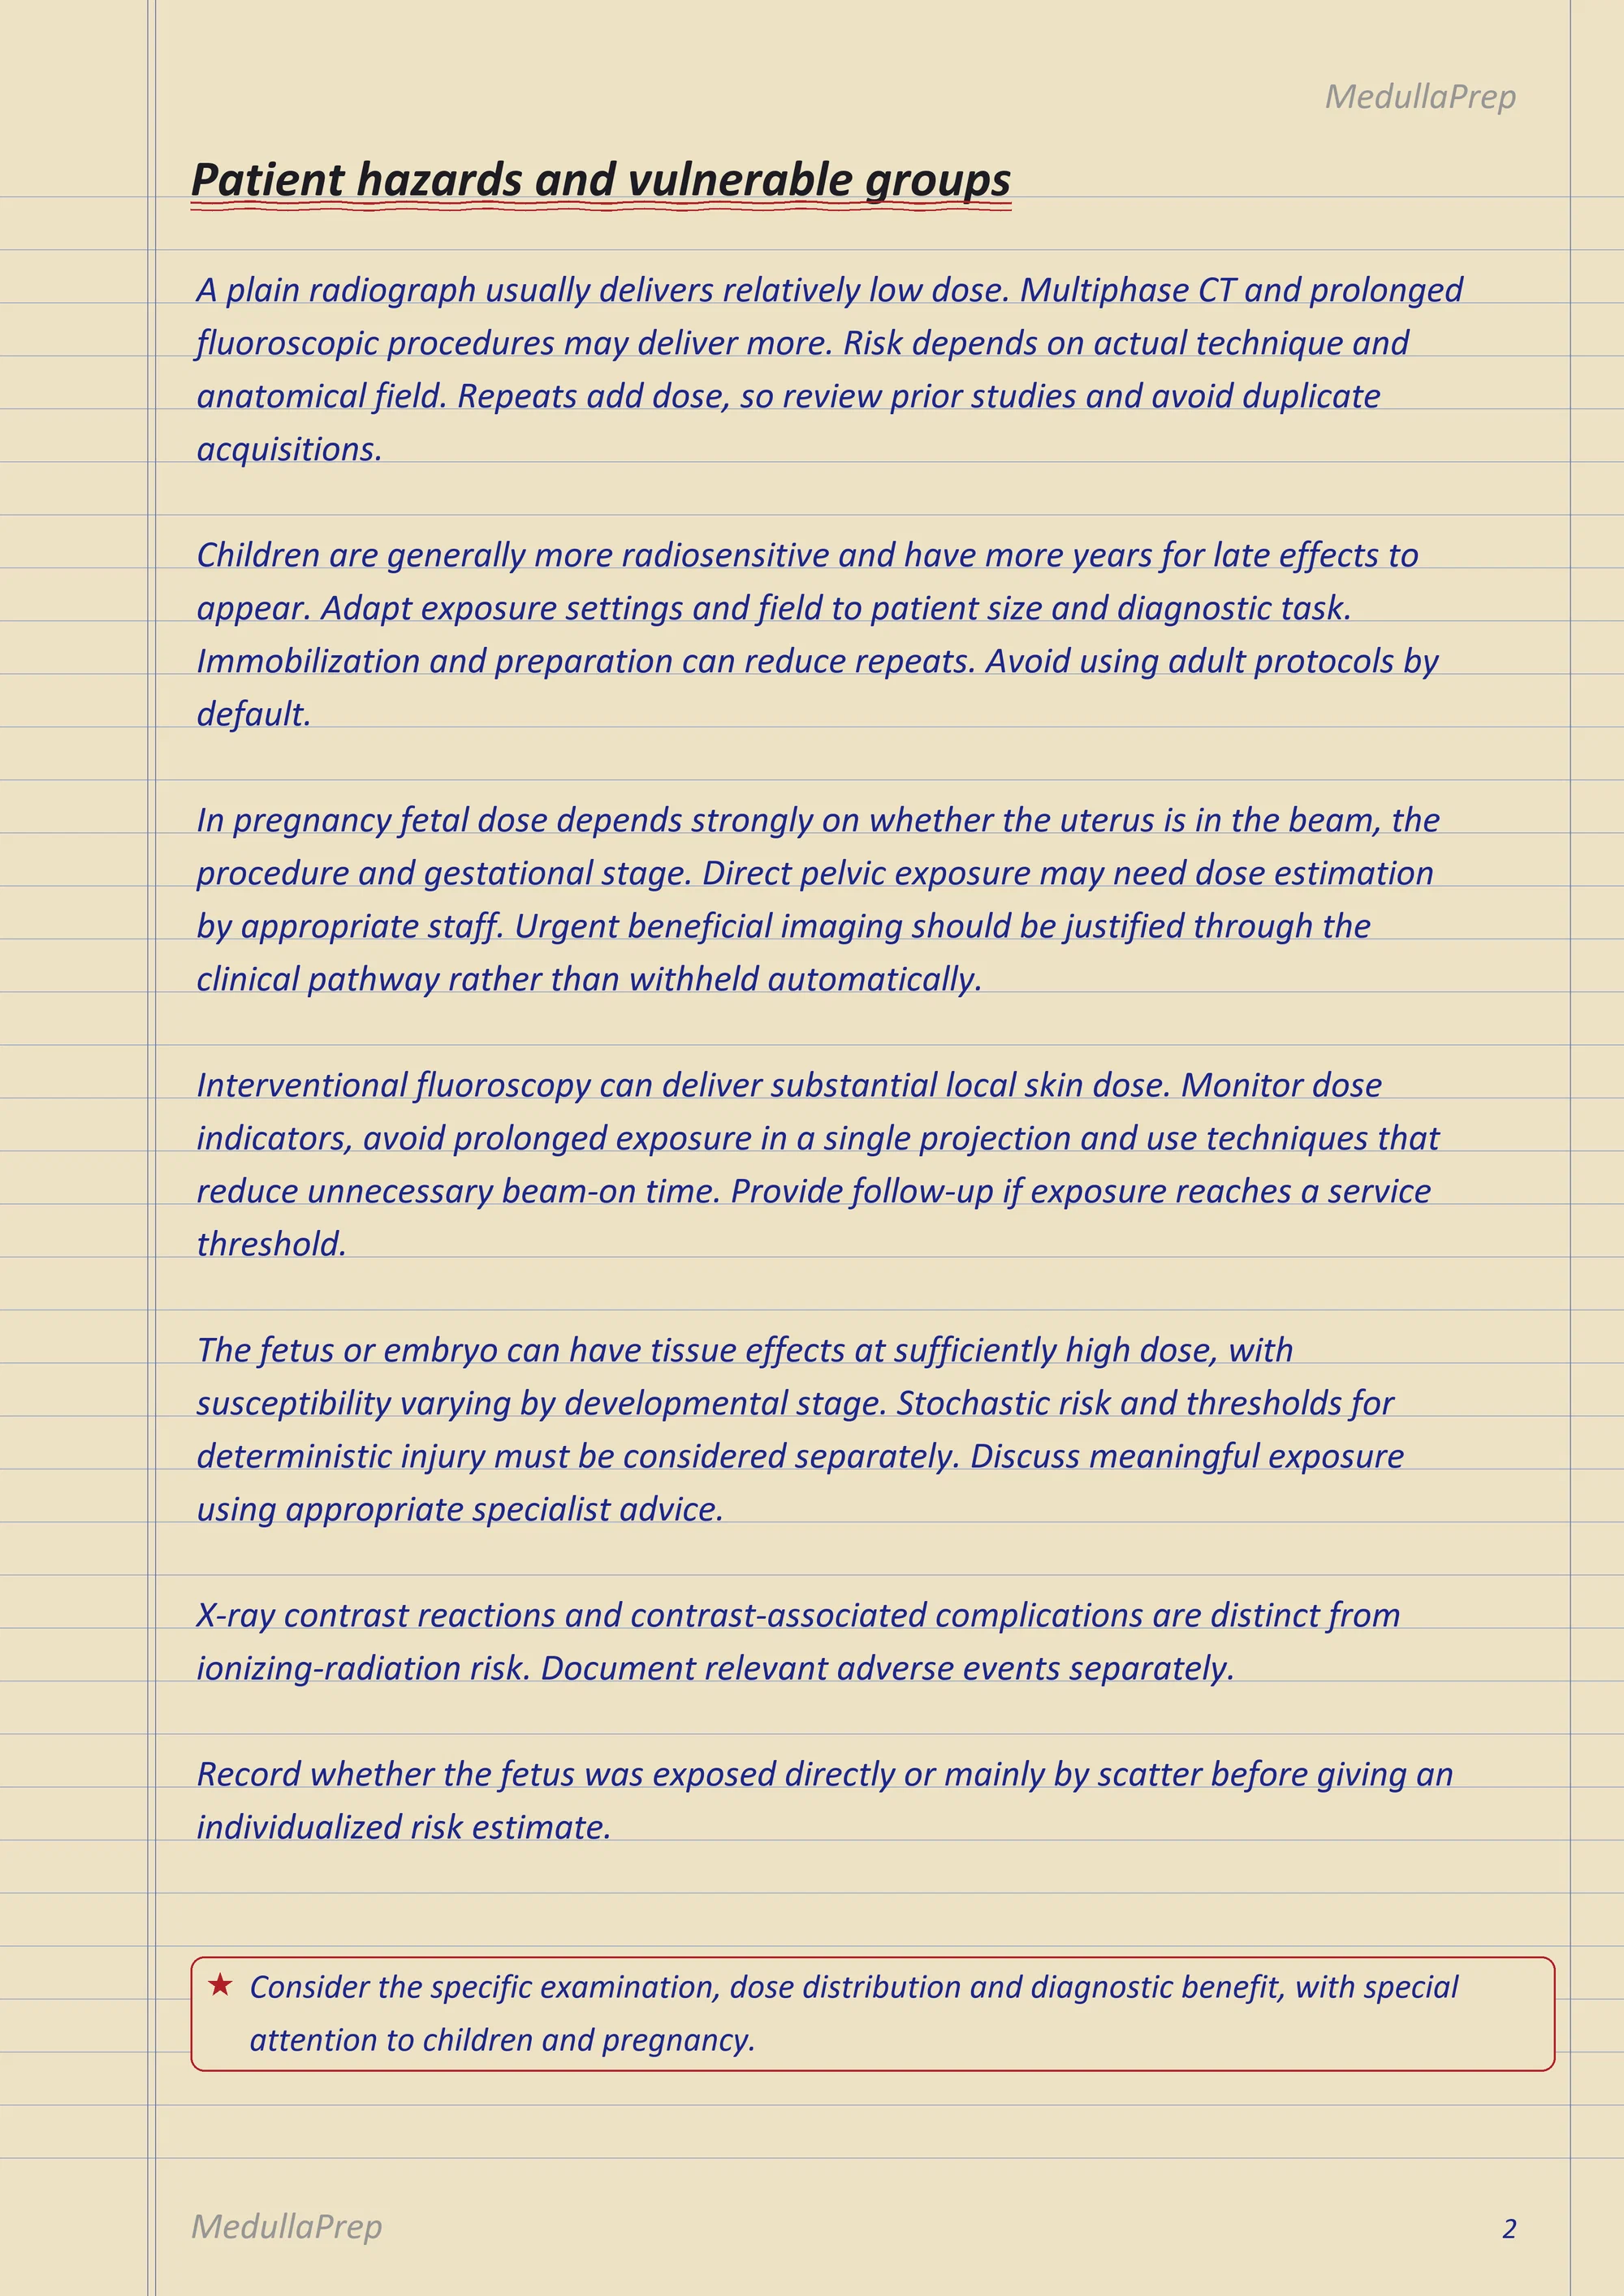 MedullaPrep
Patient hazards and vulnerable groups
A plain radiograph usually delivers relatively low dose. Multiphase CT and prolonged
fluoroscopic procedures may deliver more. Risk depends on actual technique and
anatomical field. Repeats add dose, so review prior studies and avoid duplicate
acquisitions.
Children are generally more radiosensitive and have more years for late effects to
appear. Adapt exposure settings and field to patient size and diagnostic task.
Immobilization and preparation can reduce repeats. Avoid using adult protocols by
default.
In pregnancy fetal dose depends strongly on whether the uterus is in the beam, the
procedure and gestational stage. Direct pelvic exposure may need dose estimation
by appropriate staff. Urgent beneficial imaging should be justified through the
clinical pathway rather than withheld automatically.
Interventional fluoroscopy can deliver substantial local skin dose. Monitor dose
indicators, avoid prolonged exposure in a single projection and use techniques that
reduce unnecessary beam-on time. Provide follow-up if exposure reaches a service
threshold.
The fetus or embryo can have tissue effects at sufficiently high dose, with
susceptibility varying by developmental stage. Stochastic risk and thresholds for
deterministic injury must be considered separately. Discuss meaningful exposure
using appropriate specialist advice.
X-ray contrast reactions and contrast-associated complications are distinct from
ionizing-radiation risk. Document relevant adverse events separately.
Record whether the fetus was exposed directly or mainly by scatter before giving an
individualized risk estimate.
★ Consider the specific examination, dose distribution and diagnostic benefit, with special
attention to children and pregnancy.
MedullaPrep
2